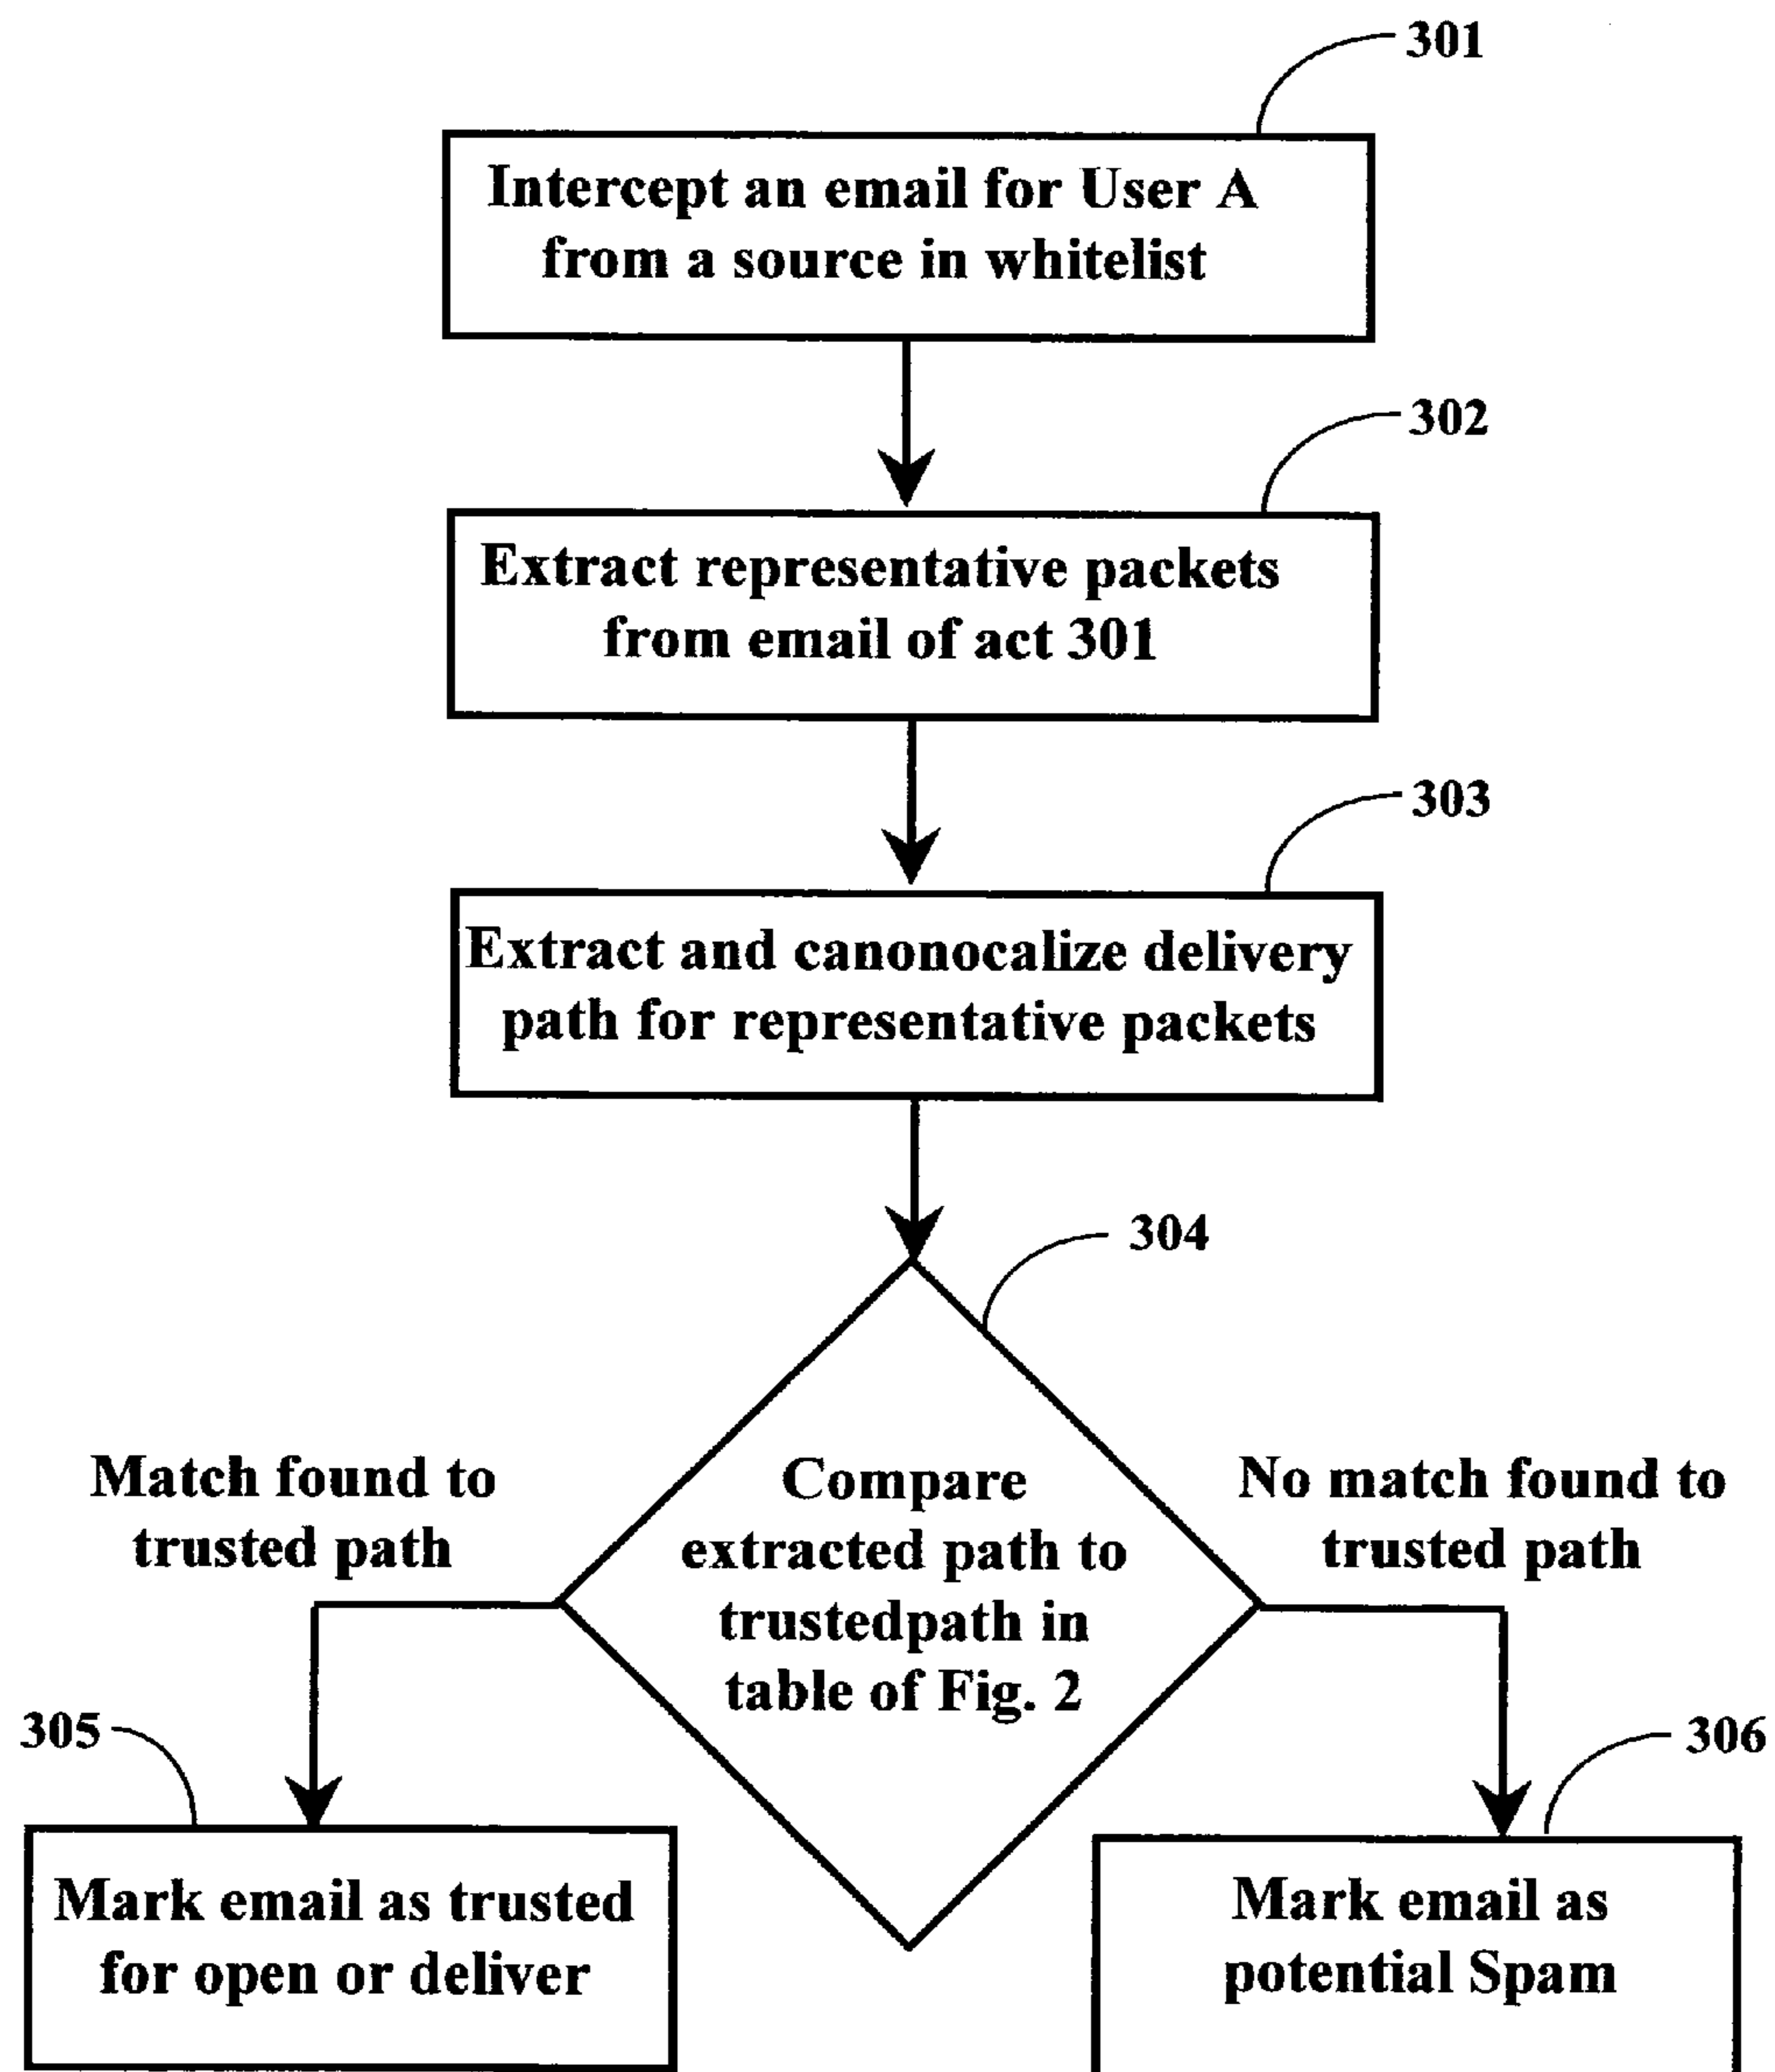 301
Intercept an email for User A
from a source in whitelist
302
Extract representative packets
from email of act 301
303
Extract and canonocalize delivery
path for representative packets
304
Match found to
trusted path
Compare
extracted path to
trustedpath in
table of Fig. 2
No match found to
trusted path
305
306
Mark email as trusted
for open or deliver
Mark email as
potential Spam